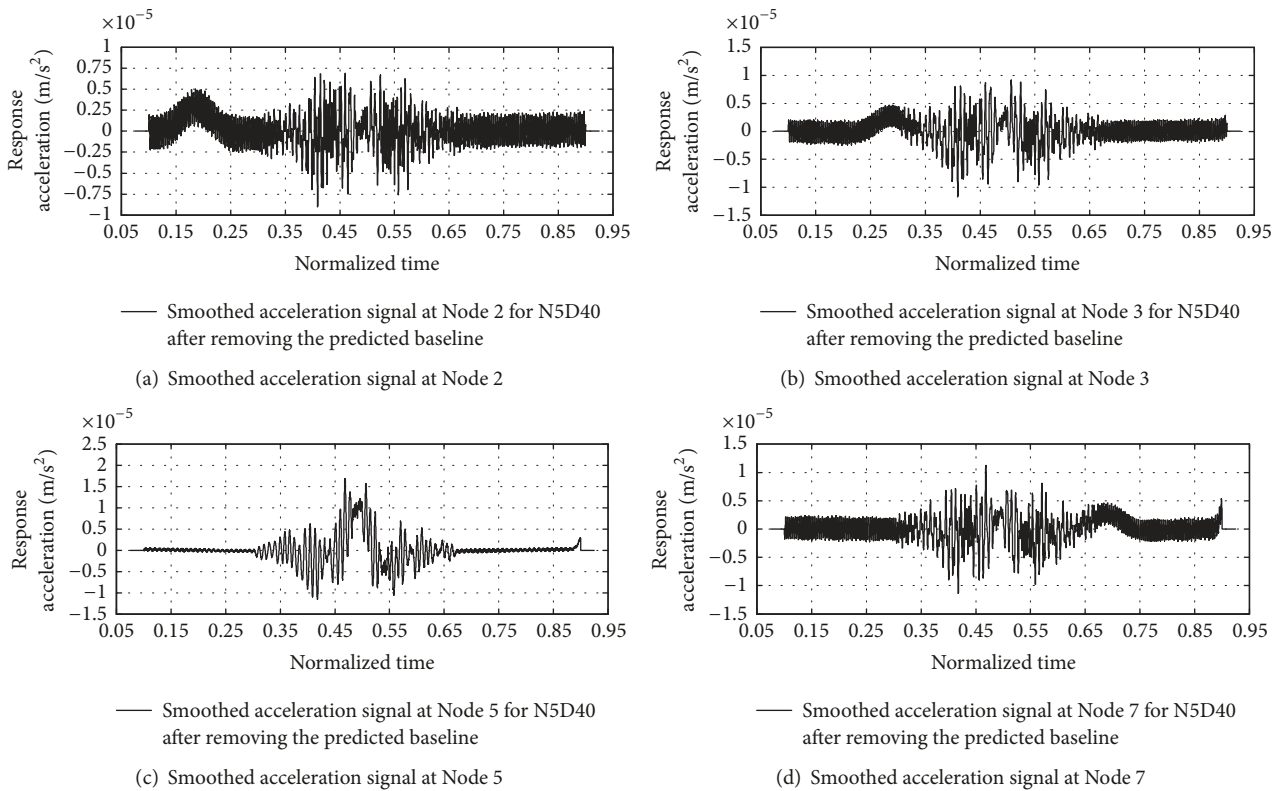 ×10−5
1
0.75
0.5
0.25
0
−0.25
−0.5
−0.75
−1
Response
acceleration (m/s2)
0.05 0.15 0.25 0.35 0.45 0.55 0.65 0.75 0.85 0.95
Normalized time
Smoothed acceleration signal at Node 2 for N5D40
after removing the predicted baseline
(a) Smoothed acceleration signal at Node 2
×10−5
1.5
1
0.5
0
−0.5
−1
−1.5
Response
acceleration (m/s2)
0.05 0.15 0.25 0.35 0.45 0.55 0.65 0.75 0.85 0.95
Normalized time
Smoothed acceleration signal at Node 3 for N5D40
after removing the predicted baseline
(b) Smoothed acceleration signal at Node 3
×10−5
2.5
2
1.5
1
0.5
0
−0.5
−1
−1.5
Response
acceleration (m/s2)
0.05 0.15 0.25 0.35 0.45 0.55 0.65 0.75 0.85 0.95
Normalized time
Smoothed acceleration signal at Node 5 for N5D40
after removing the predicted baseline
(c) Smoothed acceleration signal at Node 5
×10−5
1.5
1
0.5
0
−0.5
−1
−1.5
Response
acceleration (m/s2)
0.05 0.15 0.25 0.35 0.45 0.55 0.65 0.75 0.85 0.95
Normalized time
Smoothed acceleration signal at Node 7 for N5D40
after removing the predicted baseline
(d) Smoothed acceleration signal at Node 7